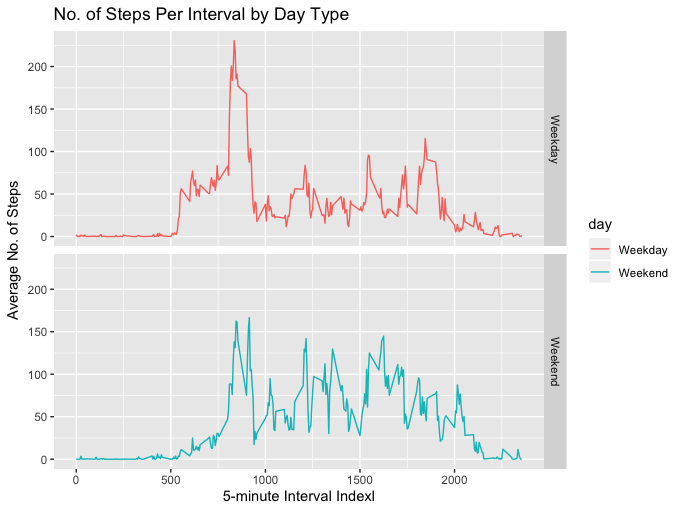 No. of Steps Per Interval by Day Type
Average No. of Steps
200
150
100
50
0
Weekday
200
150
100
50
0
Weekend
0 500 1000 1500 2000
5-minute Interval Indexl
day
Weekday
Weekend